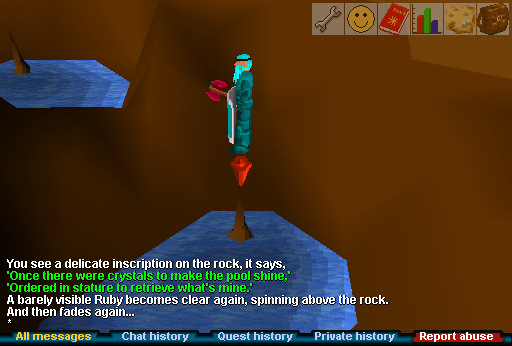 You see a delicate inscription on the rock, it says,
'Once there were crystals to make the pool shine,'
'Ordered in stature to retrieve what's mine.'
A barely visible Ruby becomes clear again, spinning above the rock.
And then fades again...
*
All messages Chat history Quest history Private history Report abuse